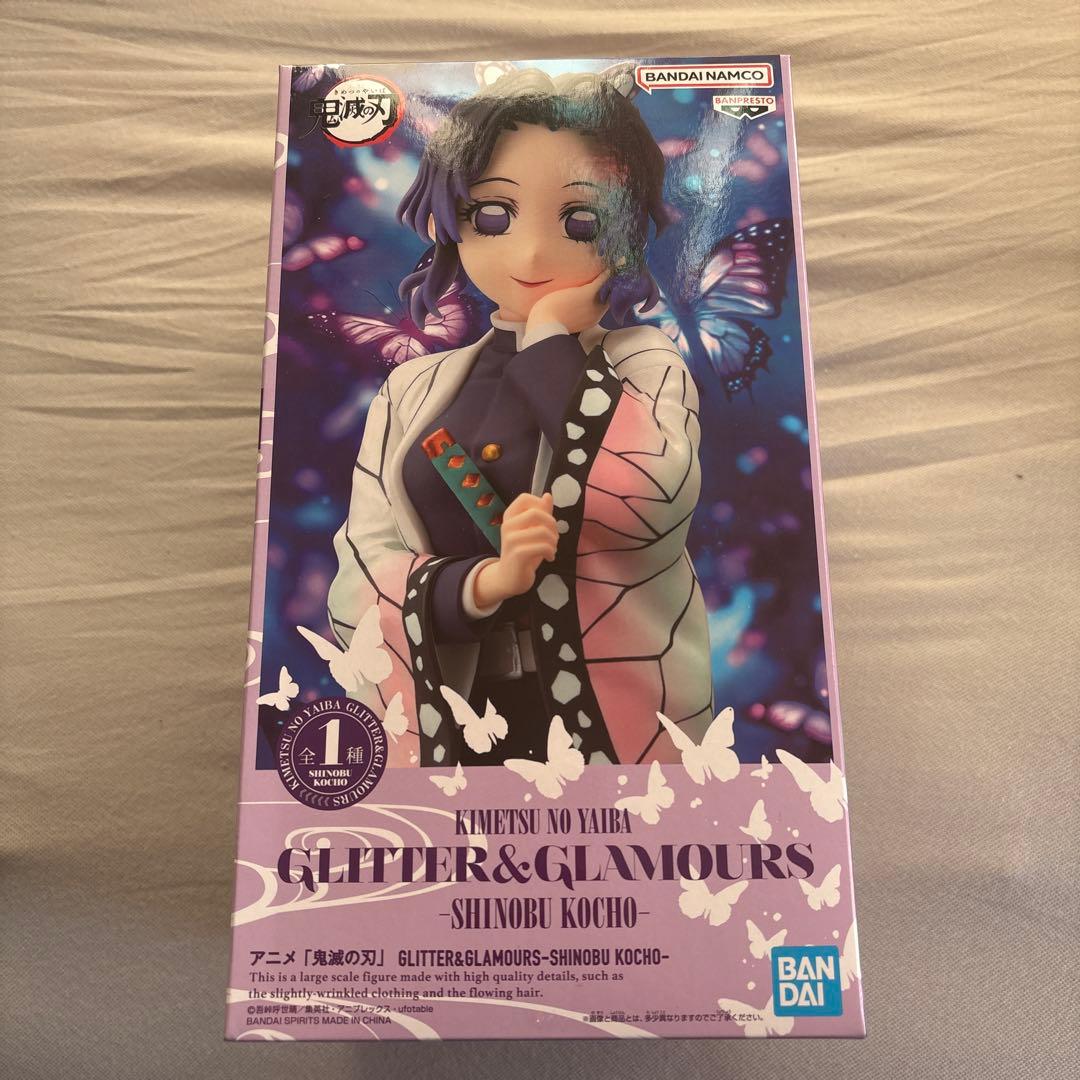 BANDAI NAMCO
BANPRESTO
きめつのやいば
鬼滅の刃
KIMETSU NO YAIBA GLITTER&GLAMOURS
全1種
SHINOBU
KOCHO
KIMETSU NO YAIBA
GLITTER&GLAMOURS
-SHINOBU KOCHO-
アニメ「鬼滅の刃」 GLITTER&GLAMOURS-SHINOBU KOCHO-
This is a large scale figure made with high quality details, such as
the slightly-wrinkled clothing and the flowing hair.
©吾峠呼世晴/集英社・アニプレックス・ufotable
BANDAI SPIRITS MADE IN CHINA
※画像と商品とは、多少異なりますのでご了承ください。
BAN
DAI